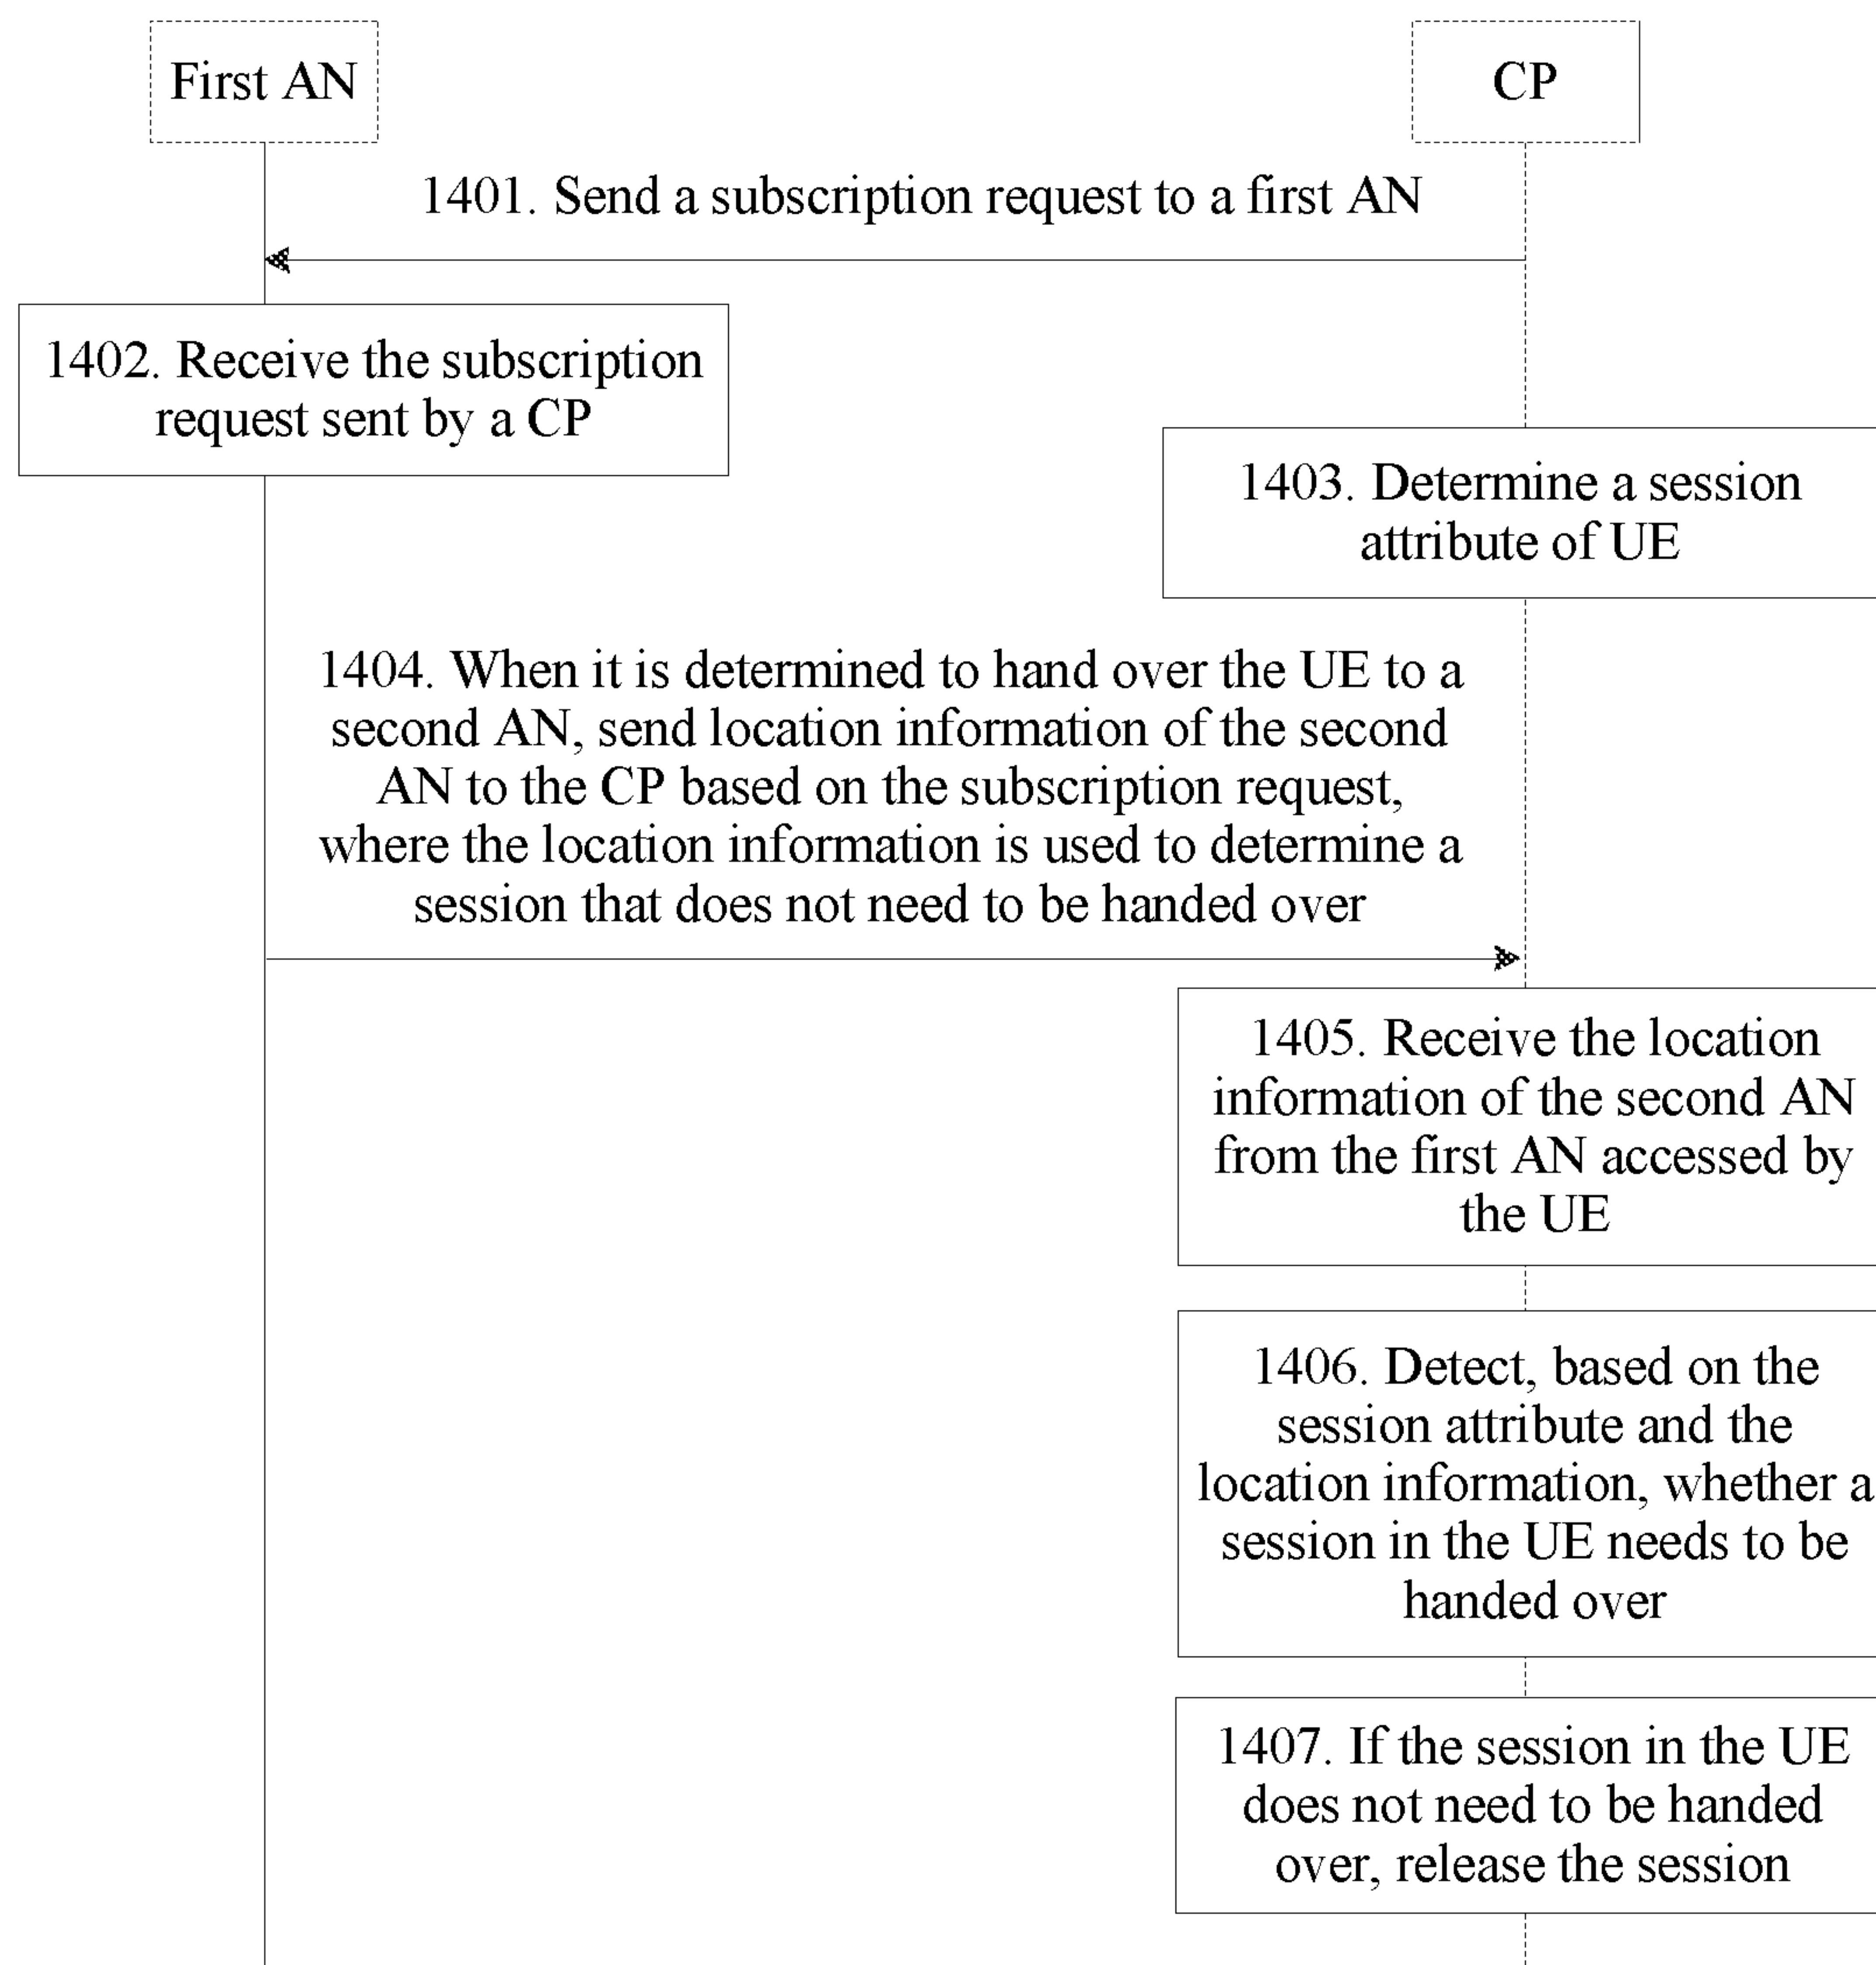 First AN
CP
1401. Send a subscription request to a first AN
1402. Receive the subscription
request sent by a CP
1403. Determine a session
attribute of UE
1404. When it is determined to hand over the UE to a
second AN, send location information of the second
AN to the CP based on the subscription request,
where the location information is used to determine a
session that does not need to be handed over
1405. Receive the location
information of the second AN
from the first AN accessed by
the UE
1406. Detect, based on the
session attribute and the
location information, whether a
session in the UE needs to be
handed over
1407. If the session in the UE
does not need to be handed
over, release the session